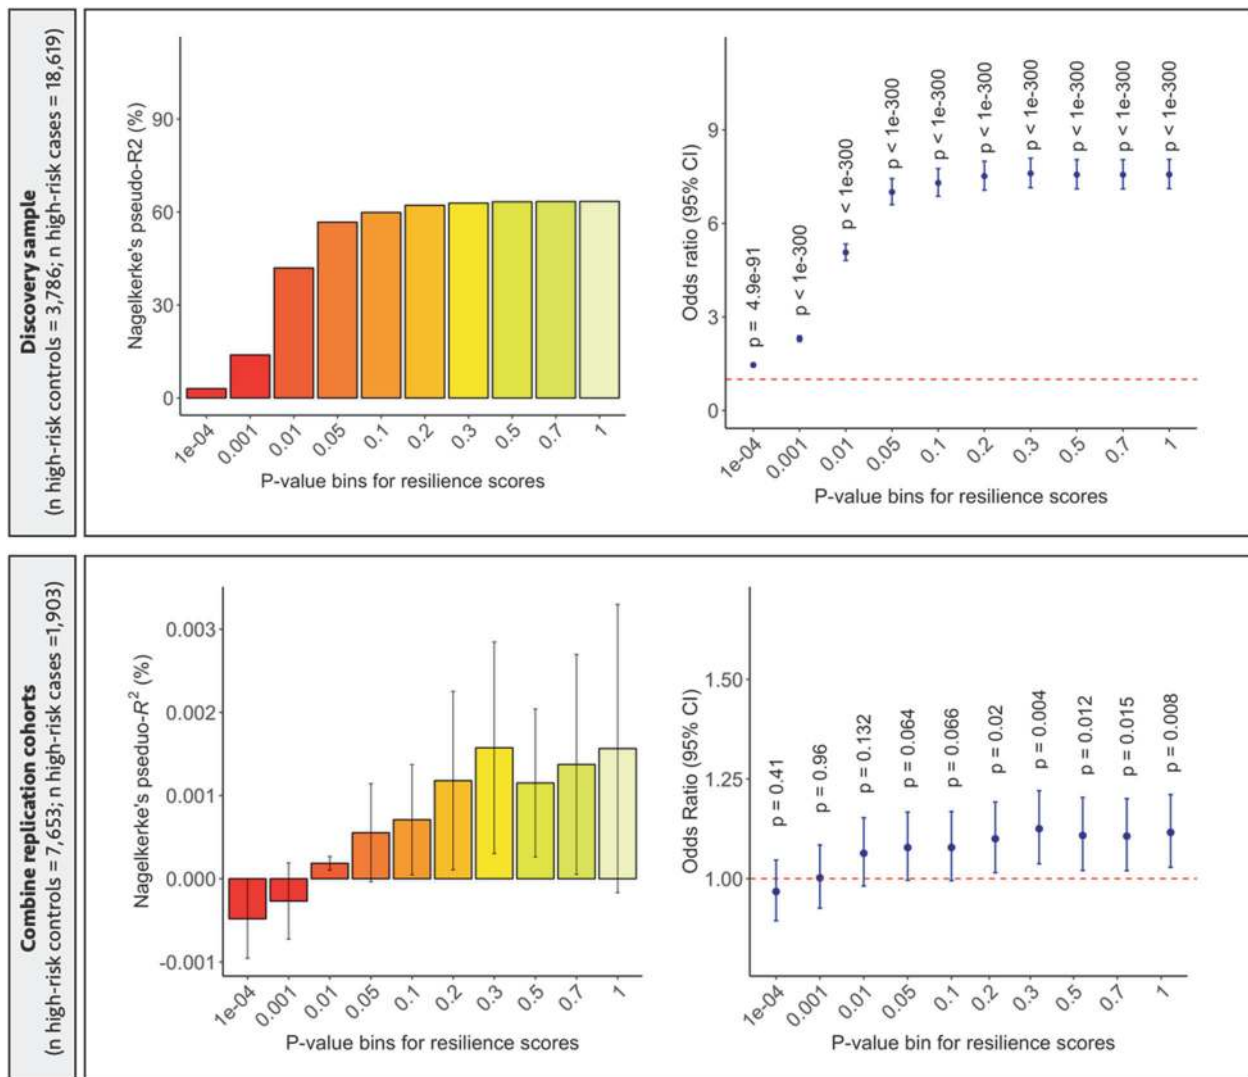 Discovery sample
(n high-risk controls = 3,786; n high-risk cases = 18,619)
Nagelkerke's pseudo-R2 (%)
90
60
30
0
1e-04
0.001
0.01
0.05
0.1
0.2
0.3
0.5
0.7
1
P-value bins for resilience scores
Odds ratio (95% CI)
9
6
3
0
p = 4.9e-91
p < 1e-300
p < 1e-300
p < 1e-300
p < 1e-300
p < 1e-300
p < 1e-300
p < 1e-300
p < 1e-300
p < 1e-300
1e-04
0.001
0.01
0.05
0.1
0.2
0.3
0.5
0.7
1
P-value bins for resilience scores
Combine replication cohorts
(n high-risk controls = 7,653; n high-risk cases =1,903)
Nagelkerke's pseduo-R² (%)
0.003
0.002
0.001
0.000
-0.001
1e-04
0.001
0.01
0.05
0.1
0.2
0.3
0.5
0.7
1
P-value bins for resilience scores
Odds Ratio (95% CI)
1.50
1.25
1.00
p = 0.41
p = 0.96
p = 0.132
p = 0.064
p = 0.066
p = 0.02
p = 0.004
p = 0.012
p = 0.015
p = 0.008
1e-04
0.001
0.01
0.05
0.1
0.2
0.3
0.5
0.7
1
P-value bin for resilience scores